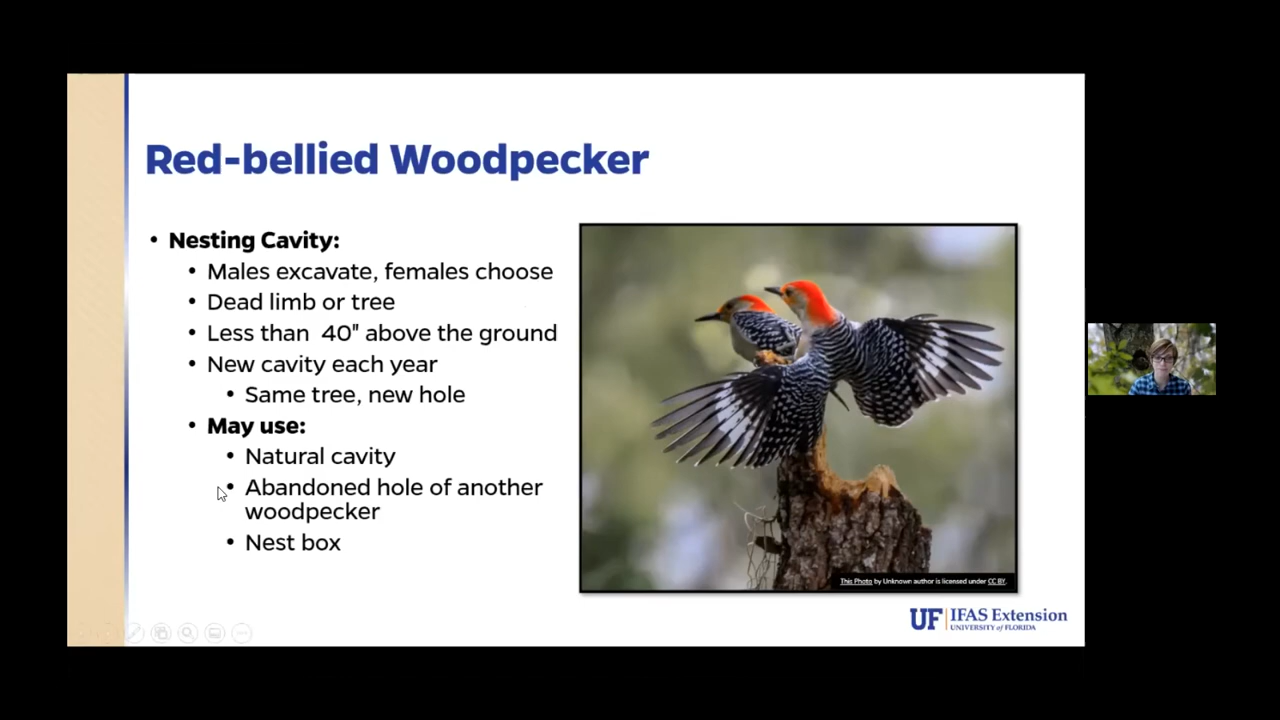 Red-bellied Woodpecker
• Nesting Cavity:
• Males excavate, females choose
• Dead limb or tree
• Less than 40" above the ground
• New cavity each year
• Same tree, new hole
• May use:
• Natural cavity
• Abandoned hole of another
woodpecker
• Nest box
This Photo by Unknown author is licensed under CC BY.
UF IFAS Extension
UNIVERSITY of FLORIDA